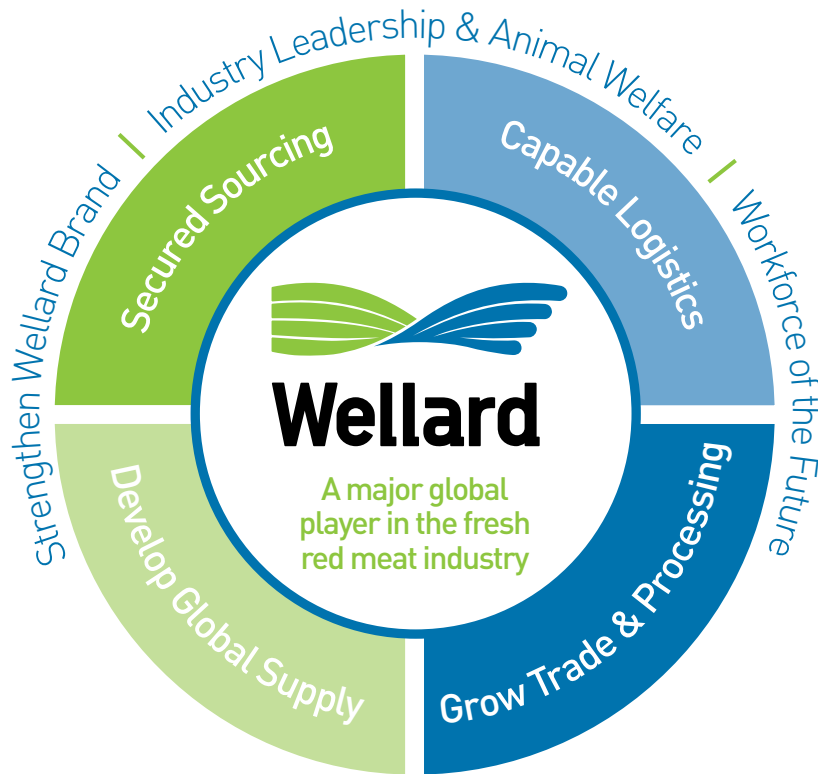 Strengthen Wellard Brand | Industry Leadership & Animal Welfare | Workforce of the Future
Secured Sourcing
Capable Logistics
Wellard
A major global
player in the fresh
red meat industry
Develop Global Supply
Grow Trade & Processing